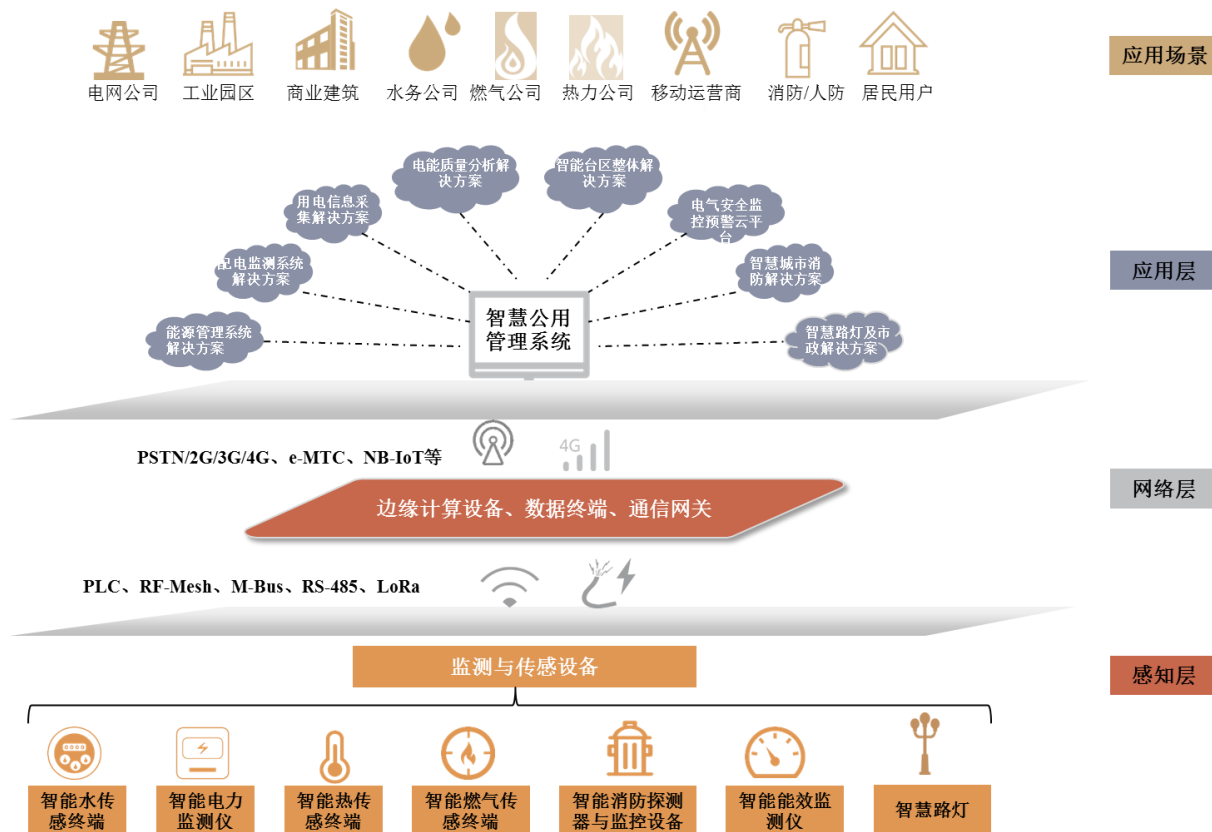 电网公司
工业园区
商业建筑
水务公司
燃气公司
热力公司
移动运营商
消防/人防
居民用户
应用场景
电能质量分析解
决方案
智能台区整体解
决方案
用电信息采
集解决方案
电气安全监
控预警云平
台
配电监测系统
解决方案
智慧城市消
防解决方案
能源管理系统
解决方案
智慧公用
管理系统
智慧路灯及市
政解决方案
应用层
4G
PSTN/2G/3G/4G、e-MTC、NB-IoT等
边缘计算设备、数据终端、通信网关
网络层
PLC、RF-Mesh、M-Bus、RS-485、LoRa
监测与传感设备
感知层
智能水传
感终端
智能电力
监测仪
智能热传
感终端
智能燃气传
感终端
智能消防探测
器与监控设备
智能能效监
测仪
智慧路灯